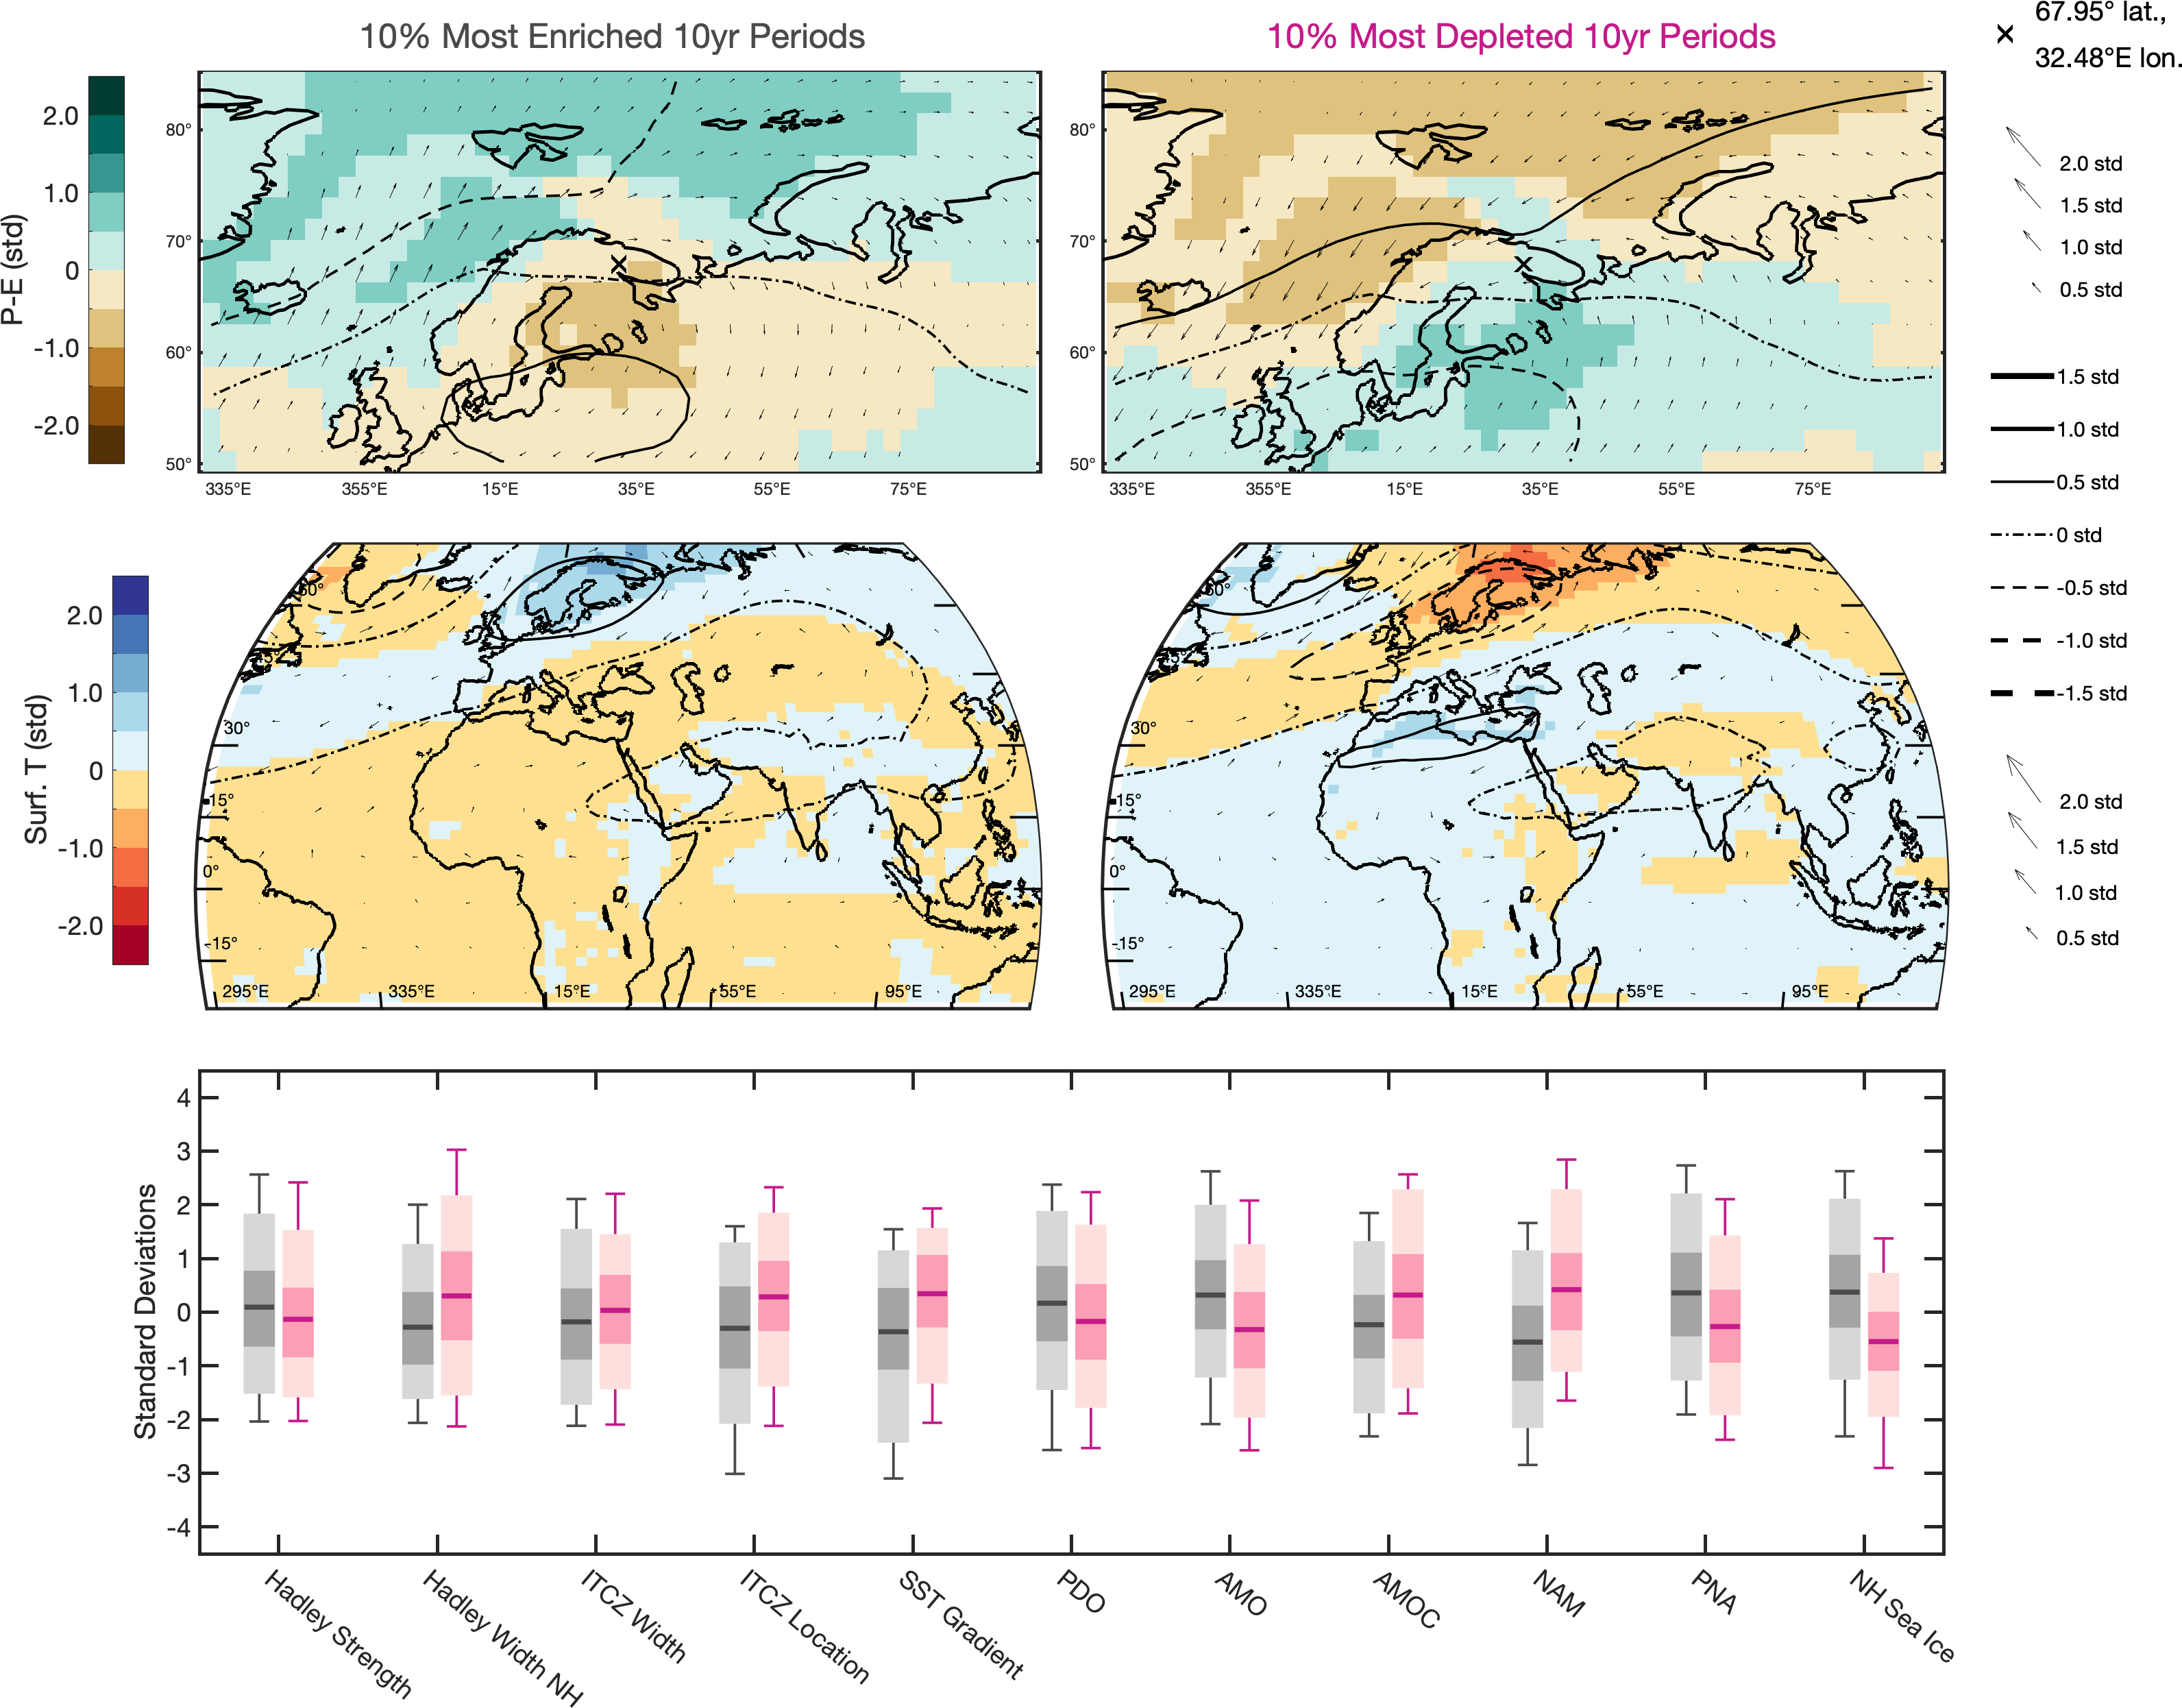 10% Most Enriched 10yr Periods
10% Most Depleted 10yr Periods
67.95° lat.,
32.48°E lon.
P-E (std)
2.0
1.0
0
-1.0
-2.0
80°
70°
60°
50°
335°E 355°E 15°E 35°E 55°E 75°E
80°
70°
60°
50°
335°E 355°E 15°E 35°E 55°E 75°E
2.0 std
1.5 std
1.0 std
0.5 std
1.5 std
1.0 std
0.5 std
0 std
-0.5 std
-1.0 std
-1.5 std
Surf. T (std)
2.0
1.0
0
-1.0
-2.0
30°
15°
0°
-15°
295°E 335°E 15°E 55°E 95°E
30°
15°
0°
-15°
295°E 335°E 15°E 55°E 95°E
2.0 std
1.5 std
1.0 std
0.5 std
Standard Deviations
4
3
2
1
0
-1
-2
-3
-4
Hadley Strength
Hadley Width NH
ITCZ Width
ITCZ Location
SST Gradient
PDO
AMO
AMOC
NAM
PNA
NH Sea Ice